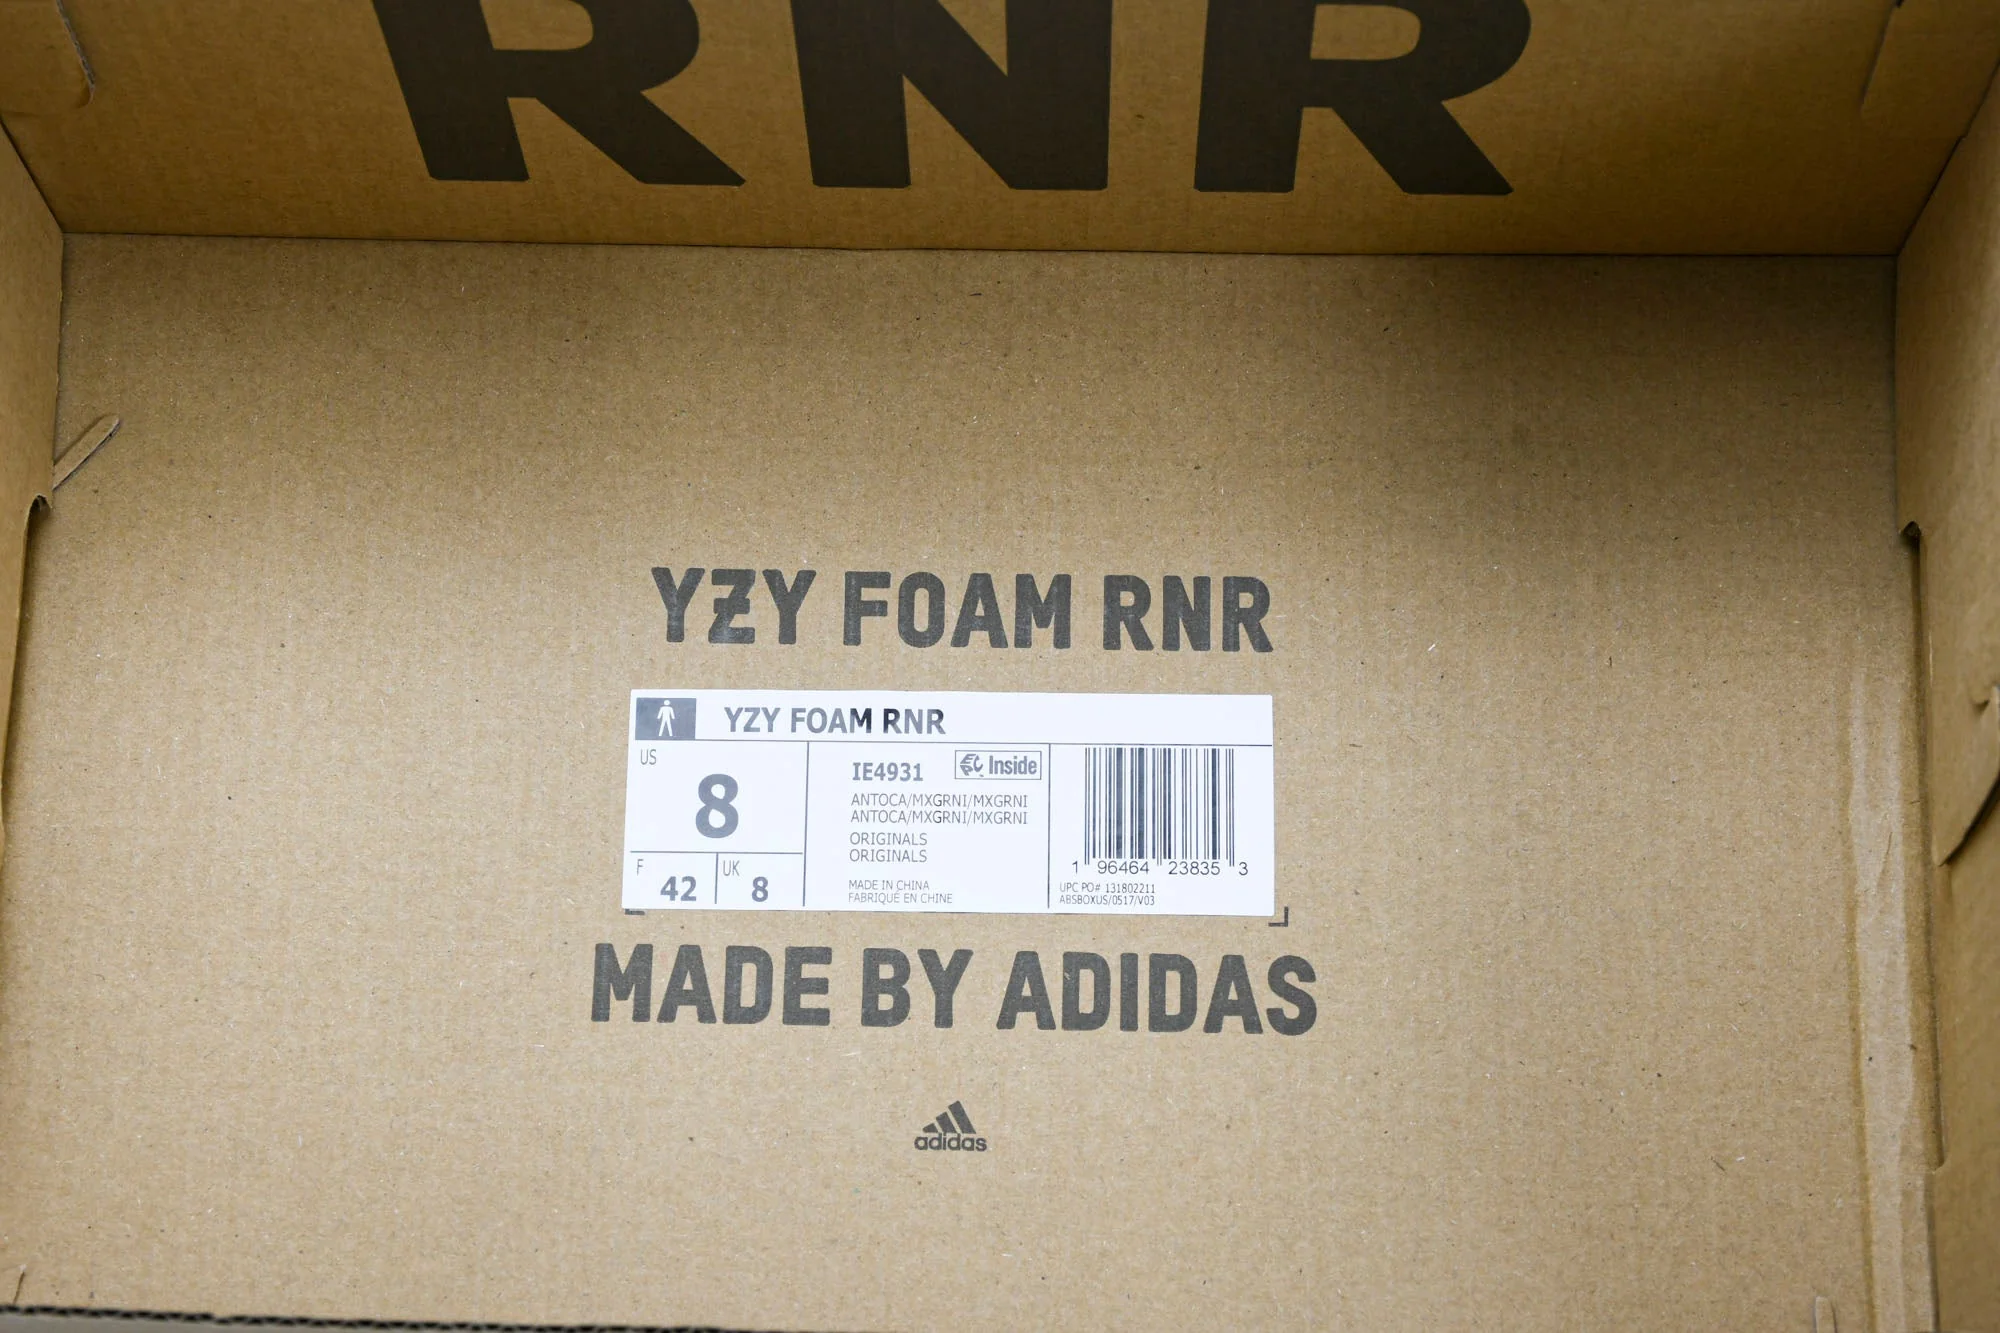 RNR
YZY FOAM RNR
YZY FOAM RNR
US
8
F
42
UK
8
IE4931
Inside
ANTOCA/MXGRNI/MXGRNI
ANTOCA/MXGRNI/MXGRNI
ORIGINALS
ORIGINALS
MADE IN CHINA
FABRIQUÉ EN CHINE
1 96464 23835 3
UPC PO# 131802211
ABSBOXUS/0517/V03
MADE BY ADIDAS
adidas